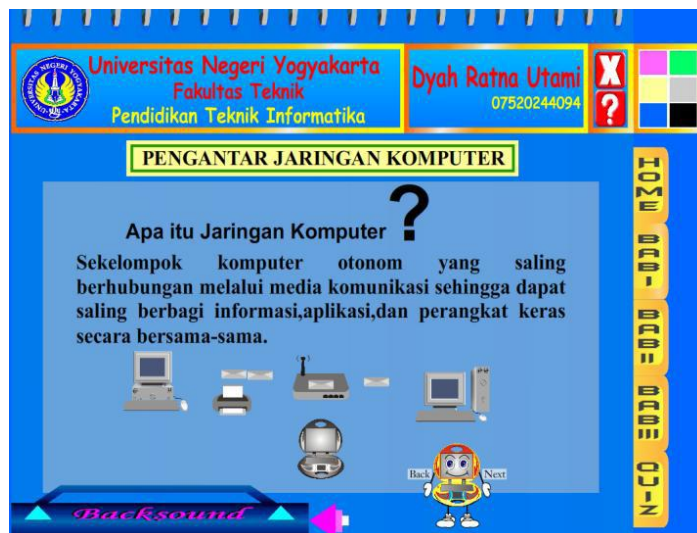 Universitas Negeri Yogyakarta
Fakultas Teknik
Pendidikan Teknik Informatika
Dyah Ratna Utami
07520244094
X
?
PENGANTAR JARINGAN KOMPUTER
Apa itu Jaringan Komputer ?
Sekelompok komputer otonom yang saling
berhubungan melalui media komunikasi sehingga dapat
saling berbagi informasi,aplikasi,dan perangkat keras
secara bersama-sama.
HOME
BAB I
BAB II
BAB III
QUIZ
Back
Next
Backsound